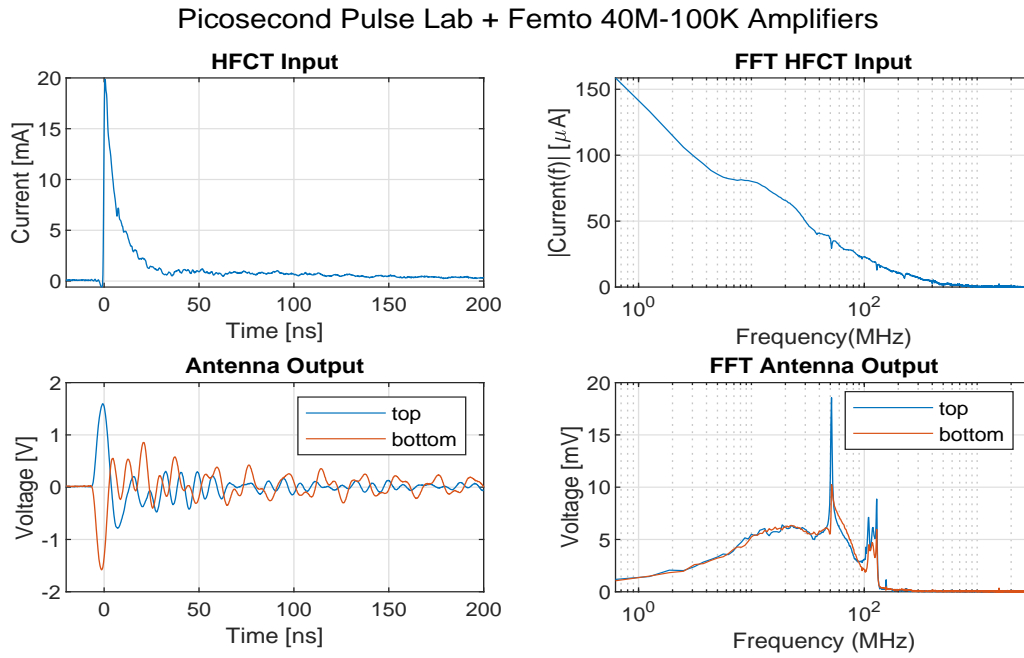 Picosecond Pulse Lab + Femto 40M-100K Amplifiers
HFCT Input
20
15
10
5
0
Current [mA]
0
50
100
150
200
Time [ns]
FFT HFCT Input
150
100
50
0
|Current(f)| [μA]
10^0
10^2
Frequency(MHz)
Antenna Output
2
1
0
-1
-2
Voltage [V]
top
bottom
0
50
100
150
200
Time [ns]
FFT Antenna Output
20
15
10
5
0
Voltage [mV]
top
bottom
10^0
10^2
Frequency (MHz)